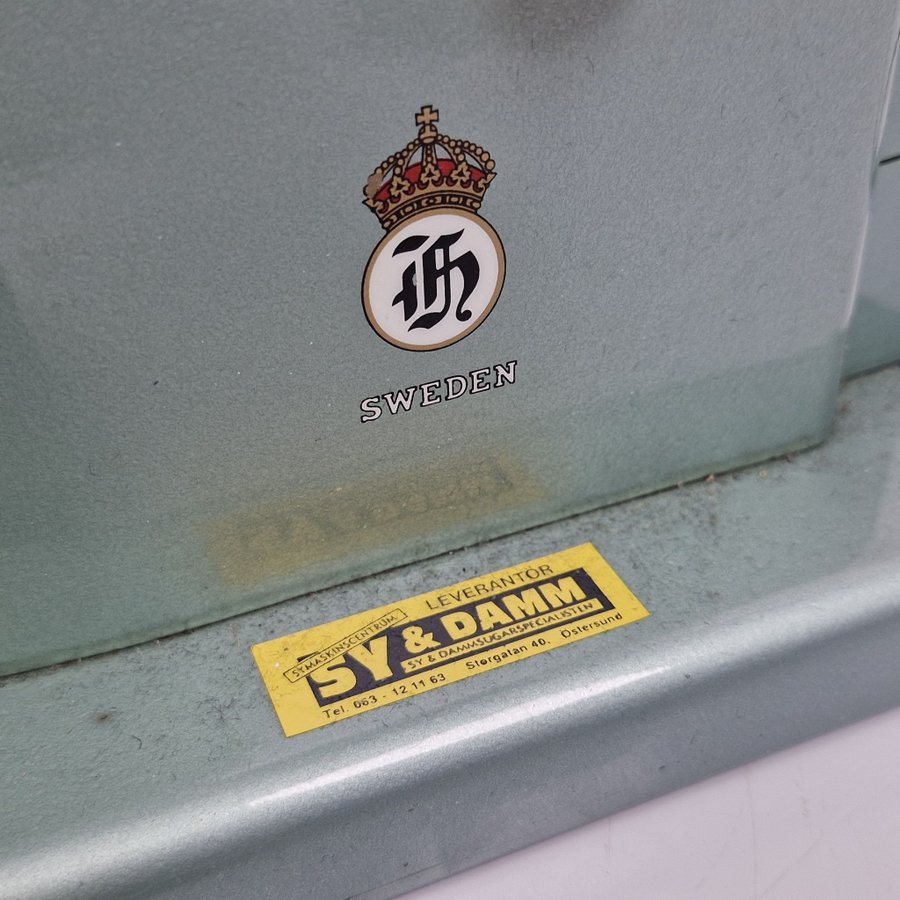 H
SWEDEN
LEVERANTÖR
SYMASKINSCENTRUM
SY & DAMM
SY & DAMMSUGARSPECIALISTEN
Tel. 063 - 12 11 63 Storgatan 40. Östersund